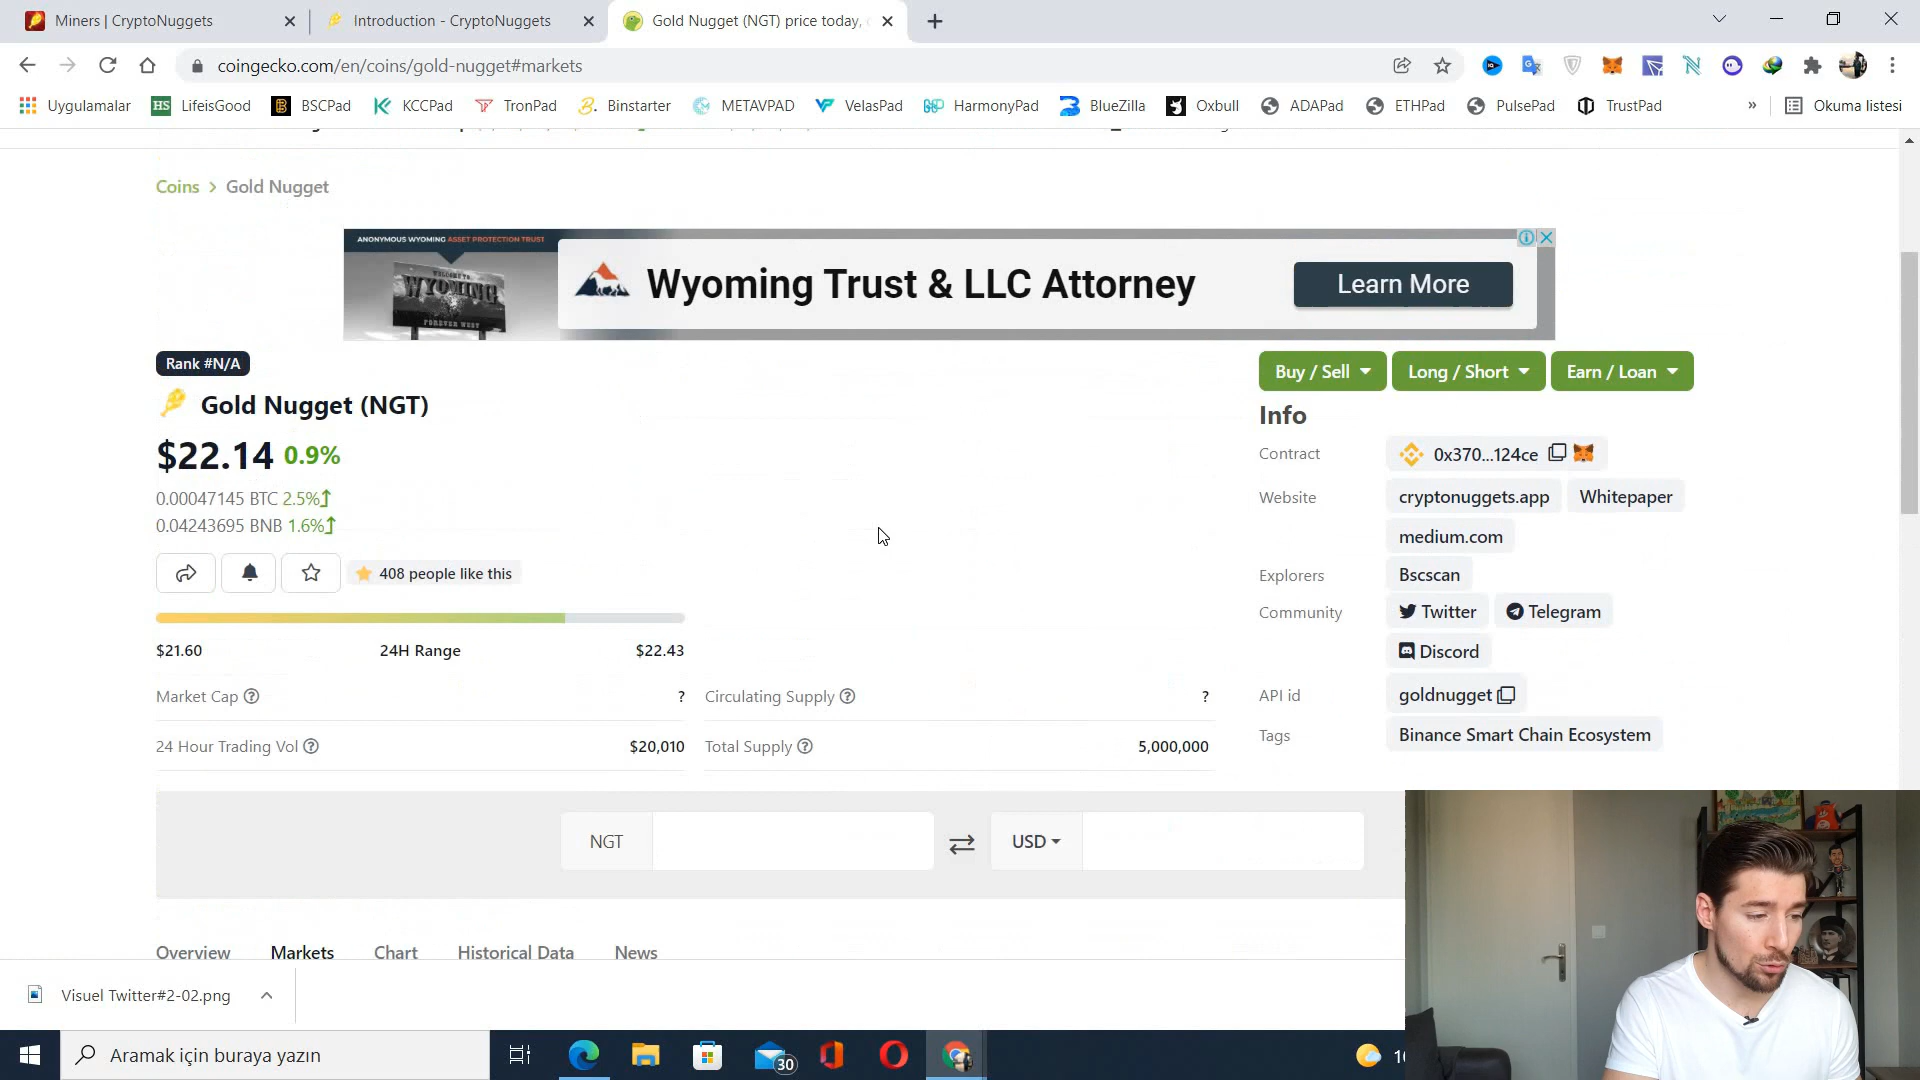 Miners | CryptoNuggets
Introduction - CryptoNuggets
Gold Nugget (NGT) price today,
coingecko.com/en/coins/gold-nugget#markets
Uygulamalar
HS LifeisGood
BSCPad
KCCPad
TronPad
Binstarter
METAVPAD
VelasPad
HarmonyPad
BlueZilla
Oxbull
ADAPad
ETHPad
PulsePad
TrustPad
» Okuma listesi
Coins > Gold Nugget
ANONYMOUS WYOMING ASSET PROTECTION TRUST
WELCOME TO
WYOMING
FOREVER WEST
Wyoming Trust & LLC Attorney
Learn More
Rank #N/A
Gold Nugget (NGT)
$22.14 0.9%
0.00047145 BTC 2.5%
0.04243695 BNB 1.6%
408 people like this
$21.60 24H Range $22.43
Market Cap ?
Circulating Supply ?
24 Hour Trading Vol $20,010
Total Supply 5,000,000
Buy / Sell
Long / Short
Earn / Loan
Info
Contract 0x370...124ce
Website cryptonuggets.app Whitepaper
medium.com
Explorers Bscscan
Community Twitter Telegram
Discord
API id goldnugget
Tags Binance Smart Chain Ecosystem
NGT
USD
Overview Markets Chart Historical Data News
Visuel Twitter#2-02.png
Aramak için buraya yazın
30